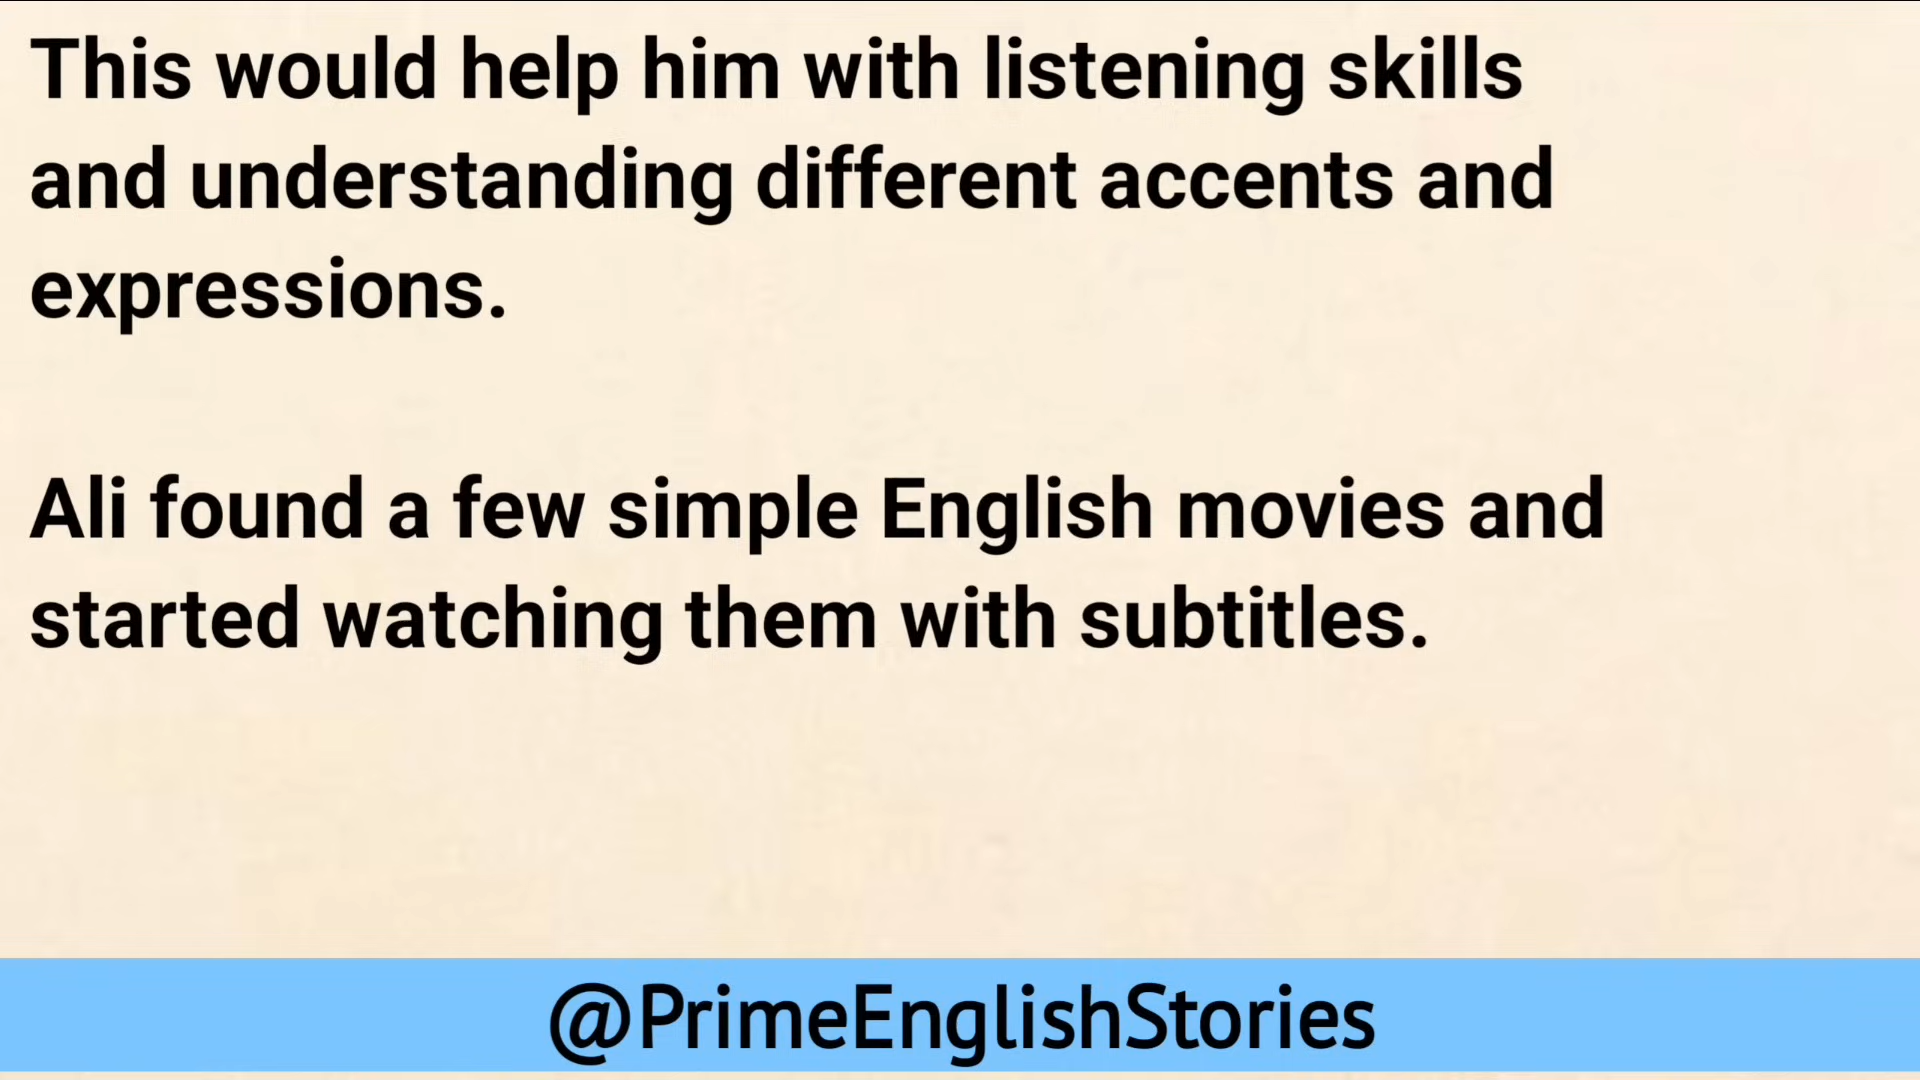 This would help him with listening skills
and understanding different accents and
expressions.
Ali found a few simple English movies and
started watching them with subtitles.
@PrimeEnglishStories